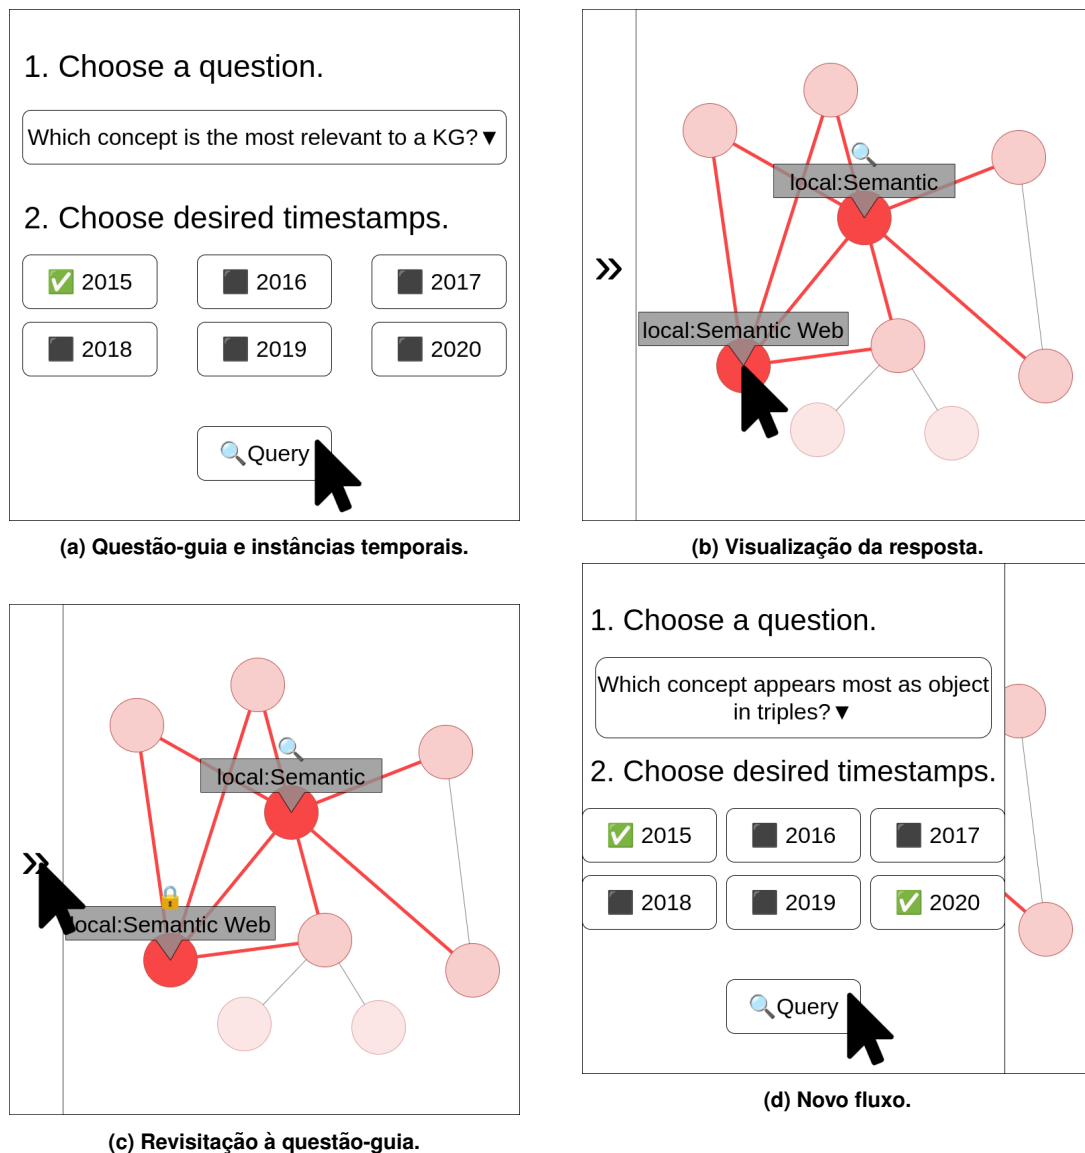 1. Choose a question.
Which concept is the most relevant to a KG?▼
2. Choose desired timestamps.
✅ 2015
⬛ 2016
⬛ 2017
⬛ 2018
⬛ 2019
⬛ 2020
🔍Query
(a) Questão-guia e instâncias temporais.
»
🔍
local:Semantic
local:Semantic Web
(b) Visualização da resposta.
»
🔍
local:Semantic
🔒
local:Semantic Web
(c) Revisitação à questão-guia.
1. Choose a question.
Which concept appears most as object
in triples?▼
2. Choose desired timestamps.
✅ 2015
⬛ 2016
⬛ 2017
⬛ 2018
⬛ 2019
✅ 2020
🔍Query
(d) Novo fluxo.